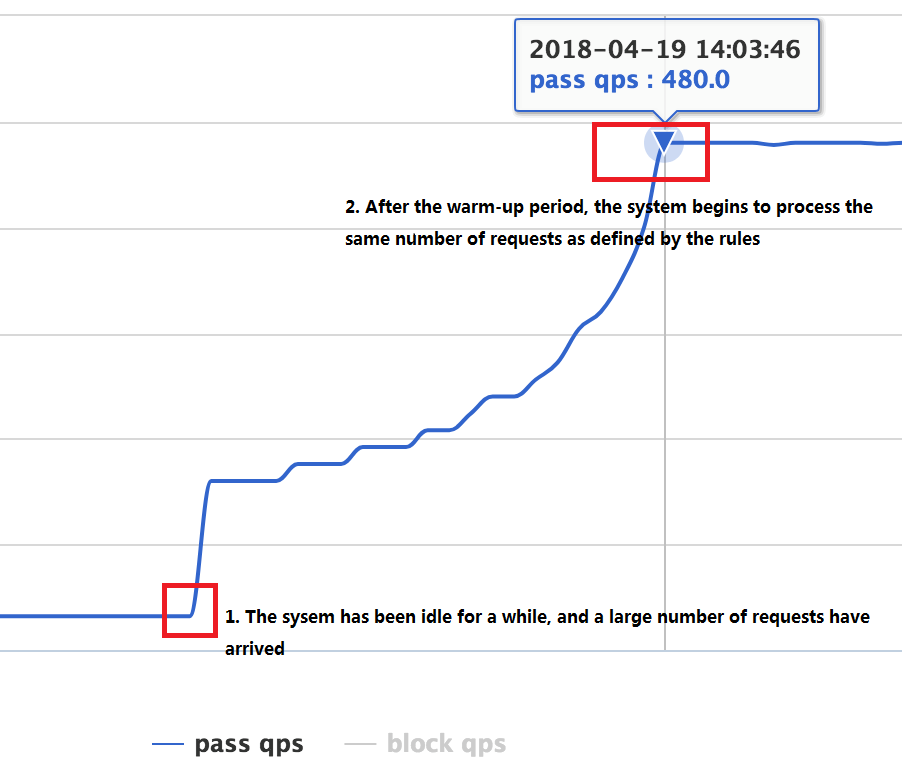 2018-04-19 14:03:46
pass qps : 480.0
2. After the warm-up period, the system begins to process the
same number of requests as defined by the rules
1. The sysem has been idle for a while, and a large number of requests have
arrived
pass qps
block qps